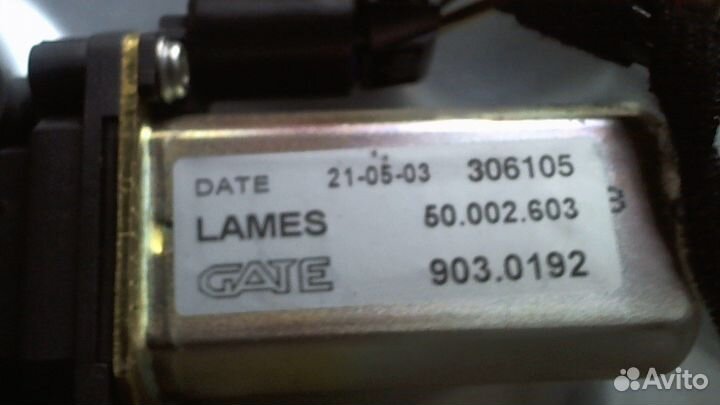 DATE 21-05-03 306105
LAMES 50.002.603
GATE 903.0192
Avito